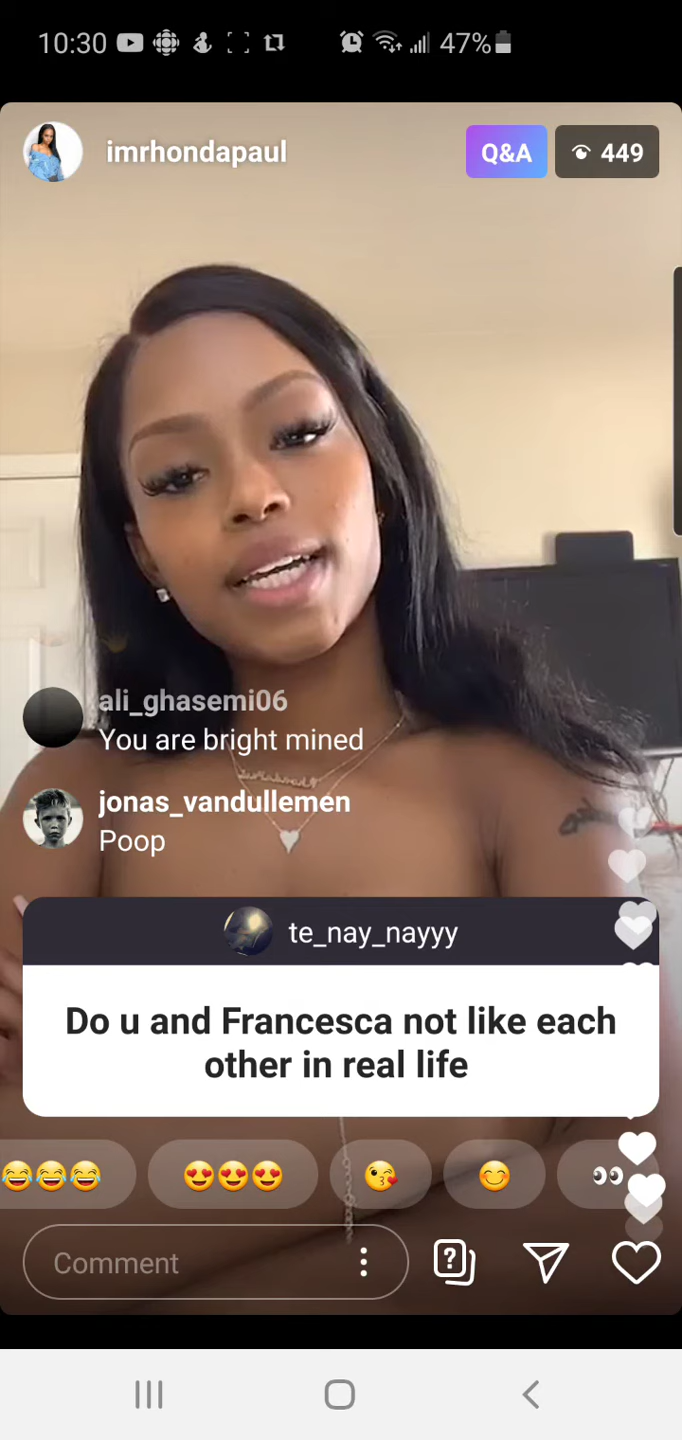 10:30
47%
imrhondapaul
Q&A
449
ali_ghasemi06
You are bright mined
jonas_vandullemen
Poop
te_nay_nayyy
Do u and Francesca not like each
other in real life
Comment